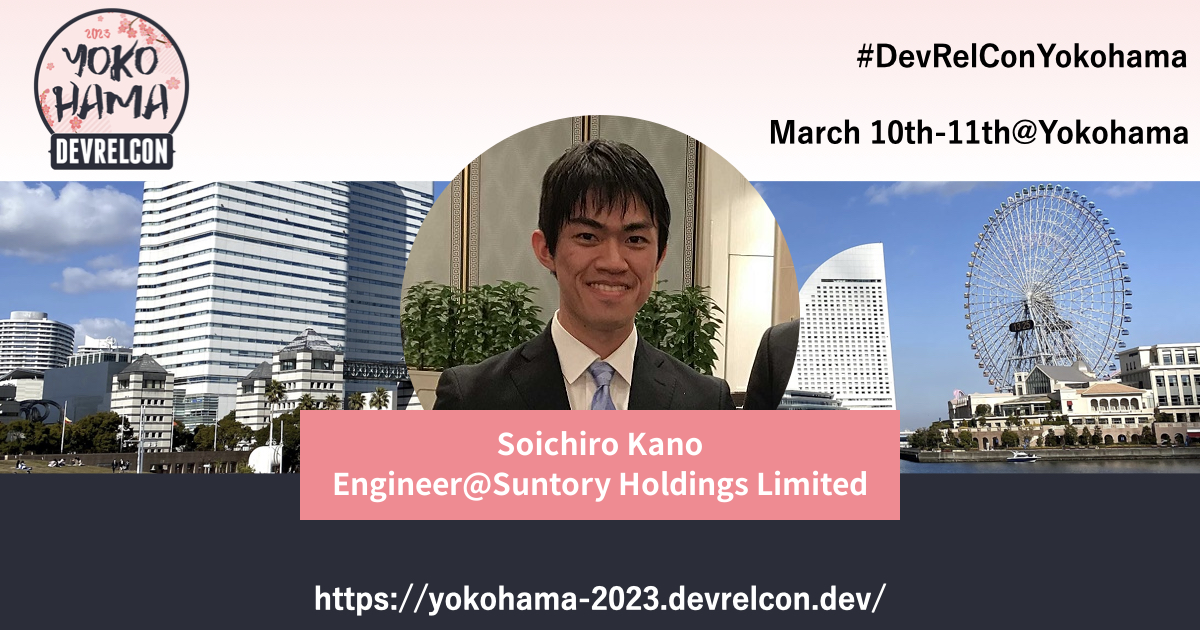 2023
YOKO
HAMA
DEVRELCON
#DevRelConYokohama
March 10th-11th@Yokohama
Soichiro Kano
Engineer@Suntory Holdings Limited
https://yokohama-2023.devrelcon.dev/